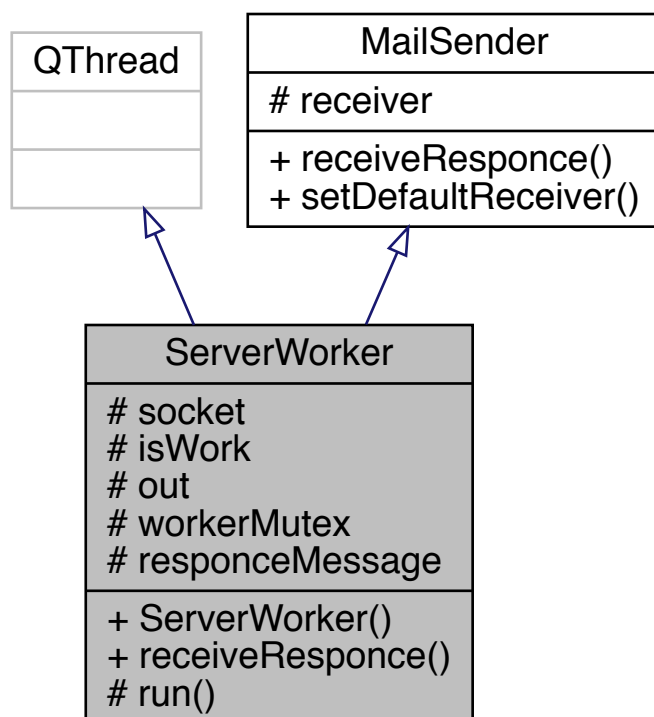 QThread
MailSender
# receiver
+ receiveResponce()
+ setDefaultReceiver()
ServerWorker
# socket
# isWork
# out
# workerMutex
# responceMessage
+ ServerWorker()
+ receiveResponce()
# run()